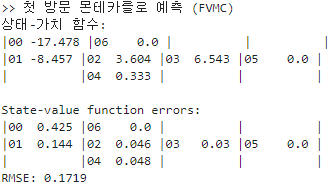 >> 첫 방문 몬테카를로 예측 (FVMC)
상태-가치 함수:
|00 -17.478 |06    0.0 |           |           |
|01 -8.457 |02  3.604 |03  6.543 |05    0.0 |
|           |04  0.333 |           |           |
State-value function errors:
|00  0.425 |06    0.0 |           |           |
|01  0.144 |02  0.046 |03   0.03 |05    0.0 |
|           |04  0.048 |           |           |
RMSE: 0.1719